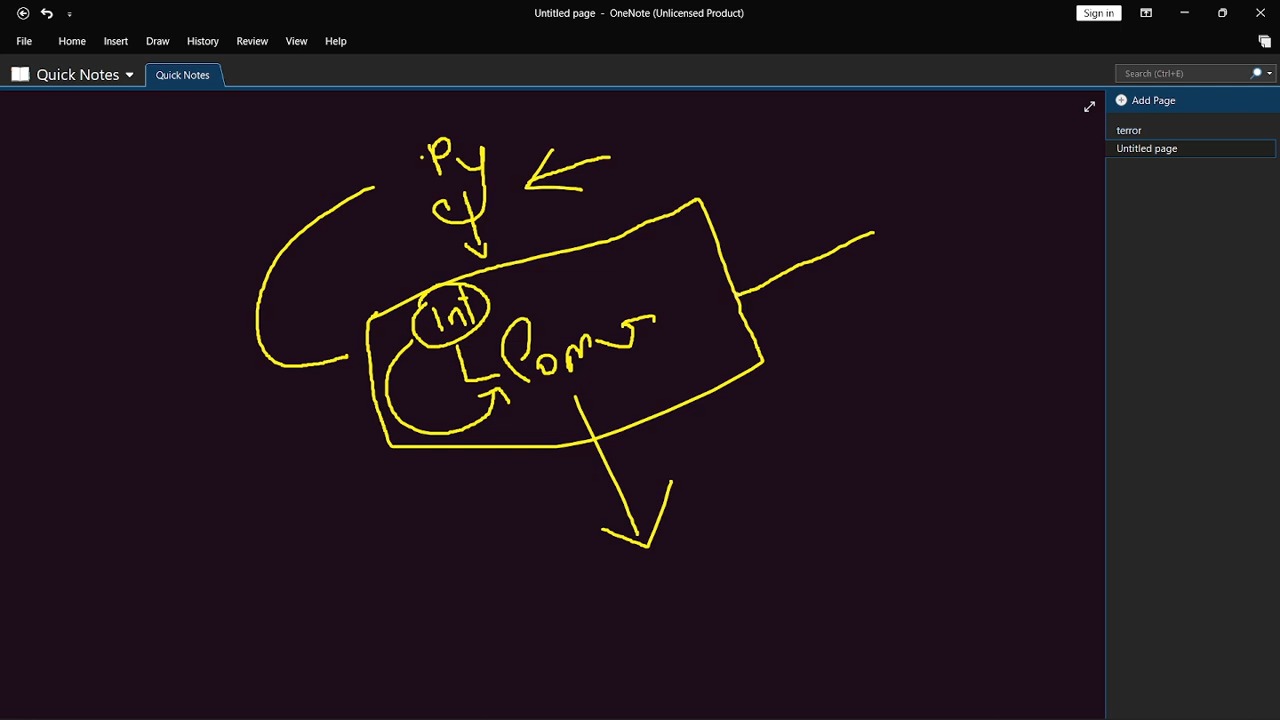 Untitled page - OneNote (Unlicensed Product)
Sign in
File Home Insert Draw History Review View Help
Quick Notes
Quick Notes
Search (Ctrl+E)
Add Page
terror
Untitled page
.Py
Int